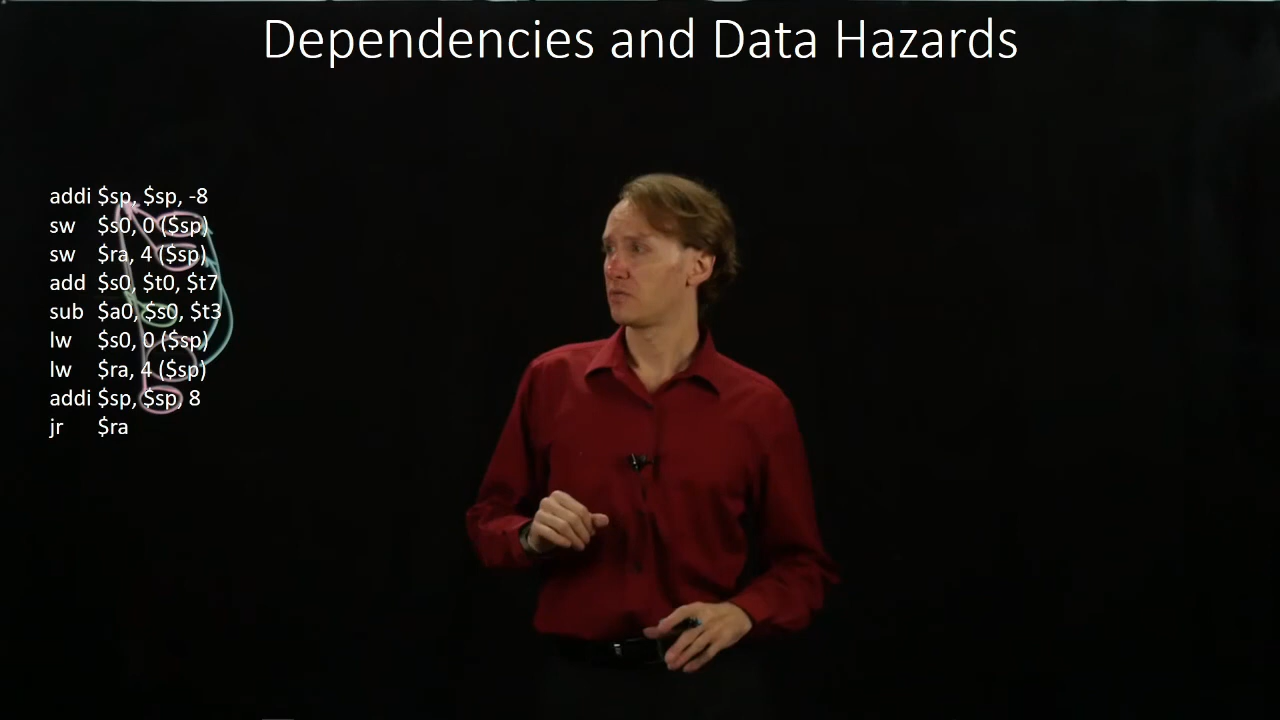 Dependencies and Data Hazards
addi $sp, $sp, -8
sw $s0, 0 ($sp)
sw $ra, 4 ($sp)
add $s0, $t0, $t7
sub $a0, $s0, $t3
lw $s0, 0 ($sp)
lw $ra, 4 ($sp)
addi $sp, $sp, 8
jr $ra